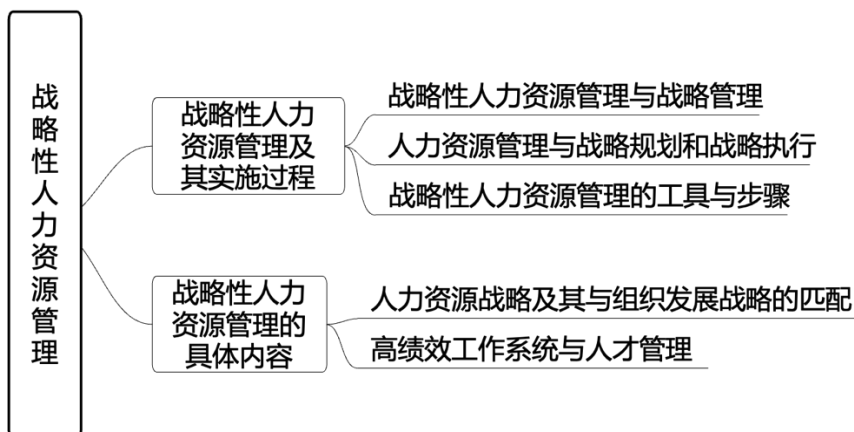 战略性人力资源管理
战略性人力
资源管理及
其实施过程
战略性人力资源管理与战略管理
人力资源管理与战略规划和战略执行
战略性人力资源管理的工具与步骤
战略性人力
资源管理的
具体内容
人力资源战略及其与组织发展战略的匹配
高绩效工作系统与人才管理